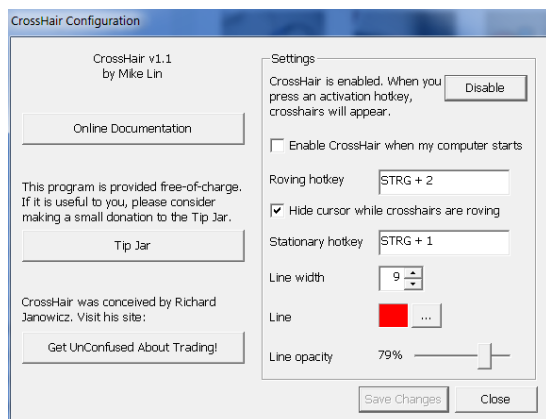 CrossHair Configuration
CrossHair v1.1
by Mike Lin
Online Documentation
This program is provided free-of-charge.
If it is useful to you, please consider
making a small donation to the Tip Jar.
Tip Jar
CrossHair was conceived by Richard
Janowicz. Visit his site:
Get UnConfused About Trading!
Settings
CrossHair is enabled. When you
press an activation hotkey,
crosshairs will appear.
Disable
Enable CrossHair when my computer starts
Roving hotkey
STRG + 2
Hide cursor while crosshairs are roving
Stationary hotkey
STRG + 1
Line width
9
Line
...
Line opacity
79%
Save Changes
Close